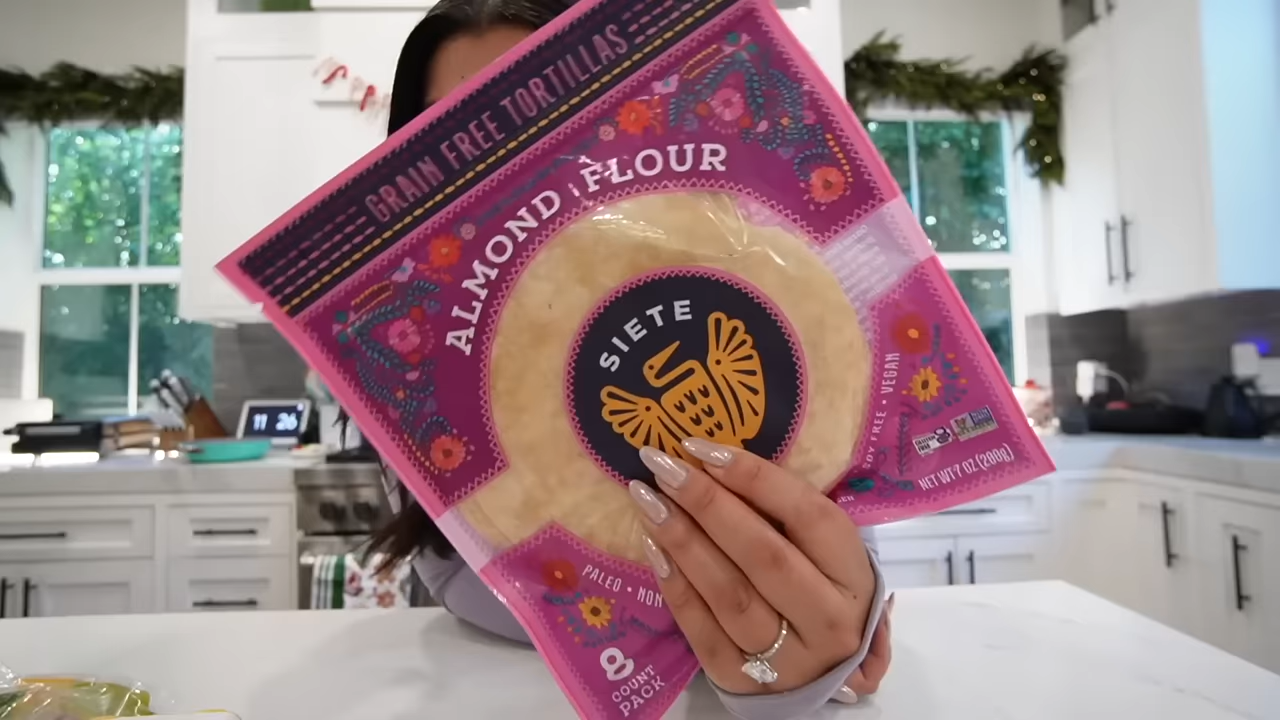 GRAIN FREE TORTILLAS
ALMOND FLOUR
SIETE
SOY FREE • VEGAN
PALEO • NON
NET WT 7 OZ (200g)
8
COUNT
PACK
11 26